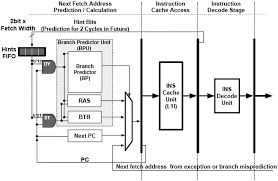 Next Fetch Address
Prediction / Calculation
Instruction
Cache Access
Instruction
Decode Stage
2bit x
Fetch Width
Hint Bits
(Prediction for 2 Cycles in Future)
Hints
FIFO
Branch Predictor Unit
(BPU)
DY
Branch
Predictor
(BP)
RAS
ST
BTB
Next PC
PC
INS
Cache
Unit
(L1I)
INS
Decode
Unit
Next fetch address from exception or branch misprediction